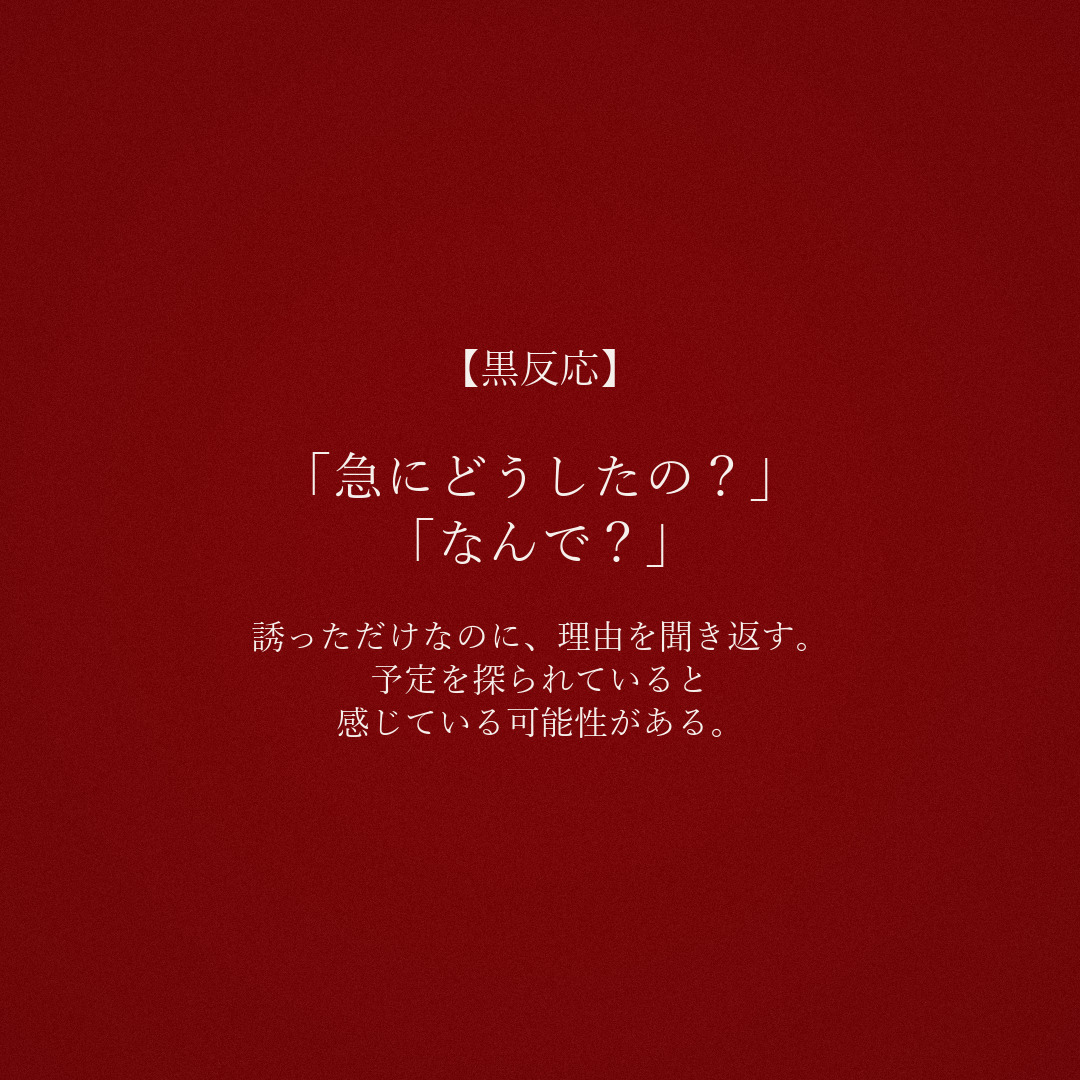 【黒反応】
「急にどうしたの？」
「なんで？」
誘っただけなのに、理由を聞き返す。
予定を探られていると
感じている可能性がある。